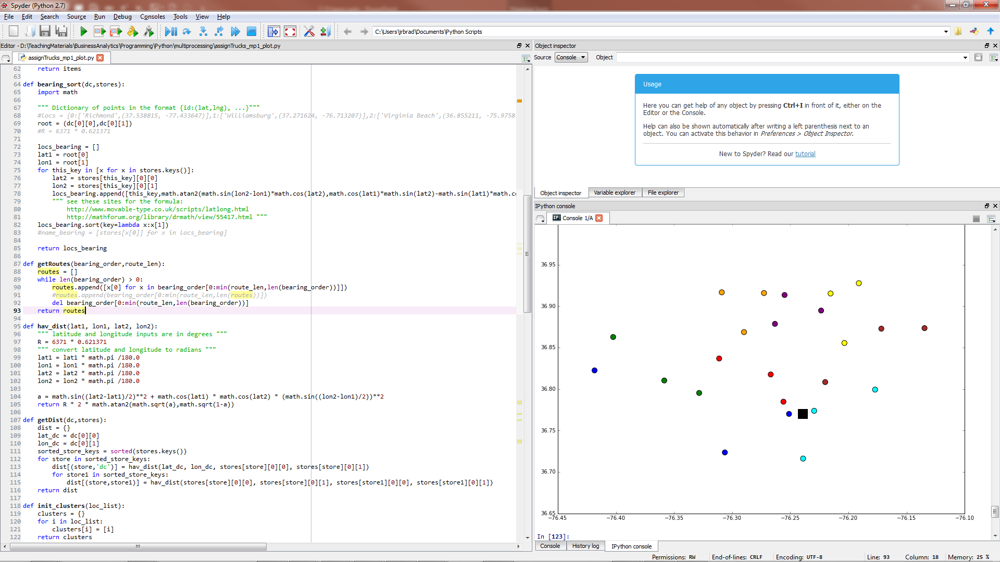 Spyder (Python 2.7)
File Edit Search Source Run Debug Consoles Tools View Help
C:\Users\jrbrad\Documents\Python Scripts
Editor - D:\TeachingMaterials\BusinessAnalytics\Programming\Python\multiprocessing\assignTrucks_mp1_plot.py
assignTrucks_mp1_plot.py
62     return items
63
64 def bearing_sort(dc,stores):
65     import math
66
67     """ Dictionary of points in the format {id:(lat,lng), ...}"""
68     #locs = {0:['Richmond',(37.538815, -77.433647)],1:['Williamsburg',(37.271624, -76.713207)],2:['Virginia Beach',(36.855211, -75.9758
69     root = (dc[0][0],dc[0][1])
70     #R = 6371 * 0.621371
71
72     locs_bearing = []
73     lat1 = root[0]
74     lon1 = root[1]
75     for this_key in [x for x in stores.keys()]:
76         lat2 = stores[this_key][0][0]
77         lon2 = stores[this_key][0][1]
78         locs_bearing.append([this_key,math.atan2(math.sin(lon2-lon1)*math.cos(lat2),math.cos(lat1)*math.sin(lat2)-math.sin(lat1)*math.c
79         """ see these sites for the formula:
80             http://www.movable-type.co.uk/scripts/latlong.html
81             http://mathforum.org/library/drmath/view/55417.html """
82     locs_bearing.sort(key=lambda x:x[1])
83     #name_bearing = [stores[x[0]] for x in locs_bearing]
84
85     return locs_bearing
86
87 def getRoutes(bearing_order,route_len):
88     routes = []
89     while len(bearing_order) > 0:
90         routes.append([x[0] for x in bearing_order[0:min(route_len,len(bearing_order))]])
91         #routes.append(bearing_order[0:min(route_len,len(routes))])
92         del bearing_order[0:min(route_len,len(bearing_order))]
93     return routes
94
95 def hav_dist(lat1, lon1, lat2, lon2):
96     """ latitude and longitude inputs are in degrees """
97     R = 6371 * 0.621371
98     """ convert latitude and longitude to radians """
99     lat1 = lat1 * math.pi /180.0
100     lon1 = lon1 * math.pi /180.0
101     lat2 = lat2 * math.pi /180.0
102     lon2 = lon2 * math.pi /180.0
103
104     a = math.sin((lat2-lat1)/2)**2 + math.cos(lat1) * math.cos(lat2) * (math.sin((lon2-lon1)/2))**2
105     return R * 2 * math.atan2(math.sqrt(a),math.sqrt(1-a))
106
107 def getDist(dc,stores):
108     dist = {}
109     lat_dc = dc[0][0]
110     lon_dc = dc[0][1]
111     sorted_store_keys = sorted(stores.keys())
112     for store in sorted_store_keys:
113         dist[(store,'dc')] = hav_dist(lat_dc, lon_dc, stores[store][0][0], stores[store][0][1])
114         for store1 in sorted_store_keys:
115             dist[(store,store1)] = hav_dist(stores[store][0][0], stores[store][0][1], stores[store1][0][0], stores[store1][0][1])
116     return dist
117
118 def init_clusters(loc_list):
119     clusters = {}
120     for i in loc_list:
121         clusters[i] = [i]
122     return clusters
Object inspector
Source Console Object
Usage
Here you can get help of any object by pressing Ctrl+I in front of it, either on the
Editor or the Console.
Help can also be shown automatically after writing a left parenthesis next to an
object. You can activate this behavior in Preferences > Object Inspector.
New to Spyder? Read our tutorial
Object inspector Variable explorer File explorer
IPython console
IP: Console 1/A
36.95
36.90
36.85
36.80
36.75
36.70
36.65
−76.45 −76.40 −76.35 −76.30 −76.25 −76.20 −76.15 −76.10
In [123]:
Console History log IPython console
Permissions: RW End-of-lines: CRLF Encoding: UTF-8 Line: 93 Column: 18 Memory: 25 %